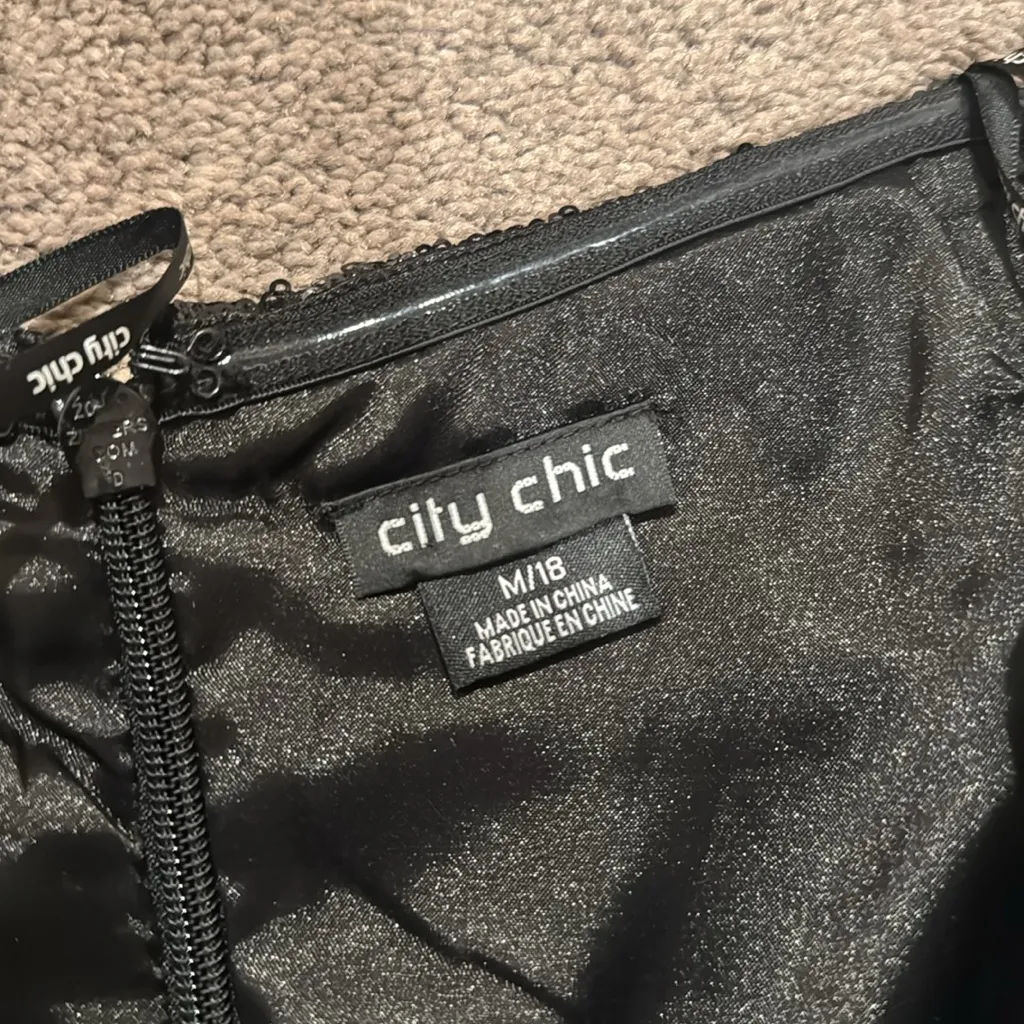 city chic
city chic
M/18
MADE IN CHINA
FABRIQUE EN CHINE